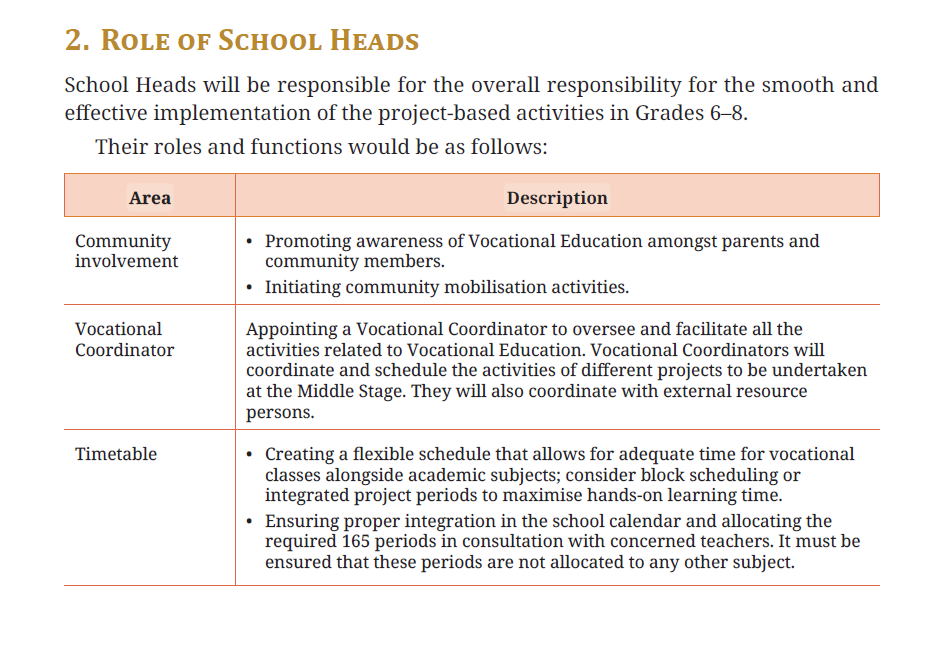 2. Role of School Heads
School Heads will be responsible for the overall responsibility for the smooth and
effective implementation of the project-based activities in Grades 6–8.
Their roles and functions would be as follows:
Area
Description
Community
involvement
• Promoting awareness of Vocational Education amongst parents and
community members.
• Initiating community mobilisation activities.
Vocational
Coordinator
Appointing a Vocational Coordinator to oversee and facilitate all the
activities related to Vocational Education. Vocational Coordinators will
coordinate and schedule the activities of different projects to be undertaken
at the Middle Stage. They will also coordinate with external resource
persons.
Timetable
• Creating a flexible schedule that allows for adequate time for vocational
classes alongside academic subjects; consider block scheduling or
integrated project periods to maximise hands-on learning time.
• Ensuring proper integration in the school calendar and allocating the
required 165 periods in consultation with concerned teachers. It must be
ensured that these periods are not allocated to any other subject.